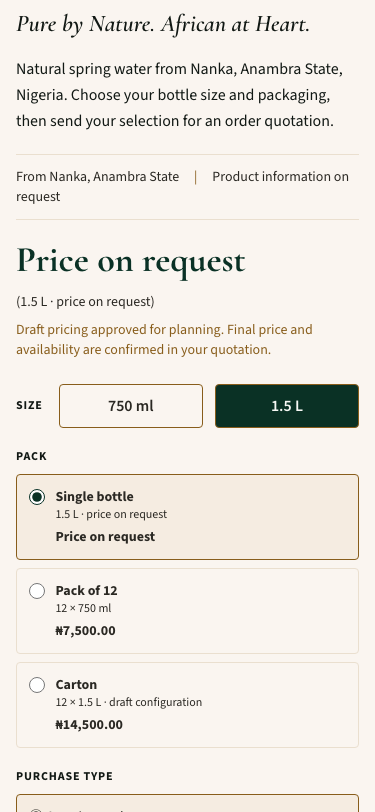 Pure by Nature. African at Heart.
Natural spring water from Nanka, Anambra State,
Nigeria. Choose your bottle size and packaging,
then send your selection for an order quotation.
From Nanka, Anambra State | Product information on
request
Price on request
(1.5 L · price on request)
Draft pricing approved for planning. Final price and
availability are confirmed in your quotation.
SIZE 750 ml 1.5 L
PACK
Single bottle
1.5 L · price on request
Price on request
Pack of 12
12 × 750 ml
₦7,500.00
Carton
12 × 1.5 L · draft configuration
₦14,500.00
PURCHASE TYPE